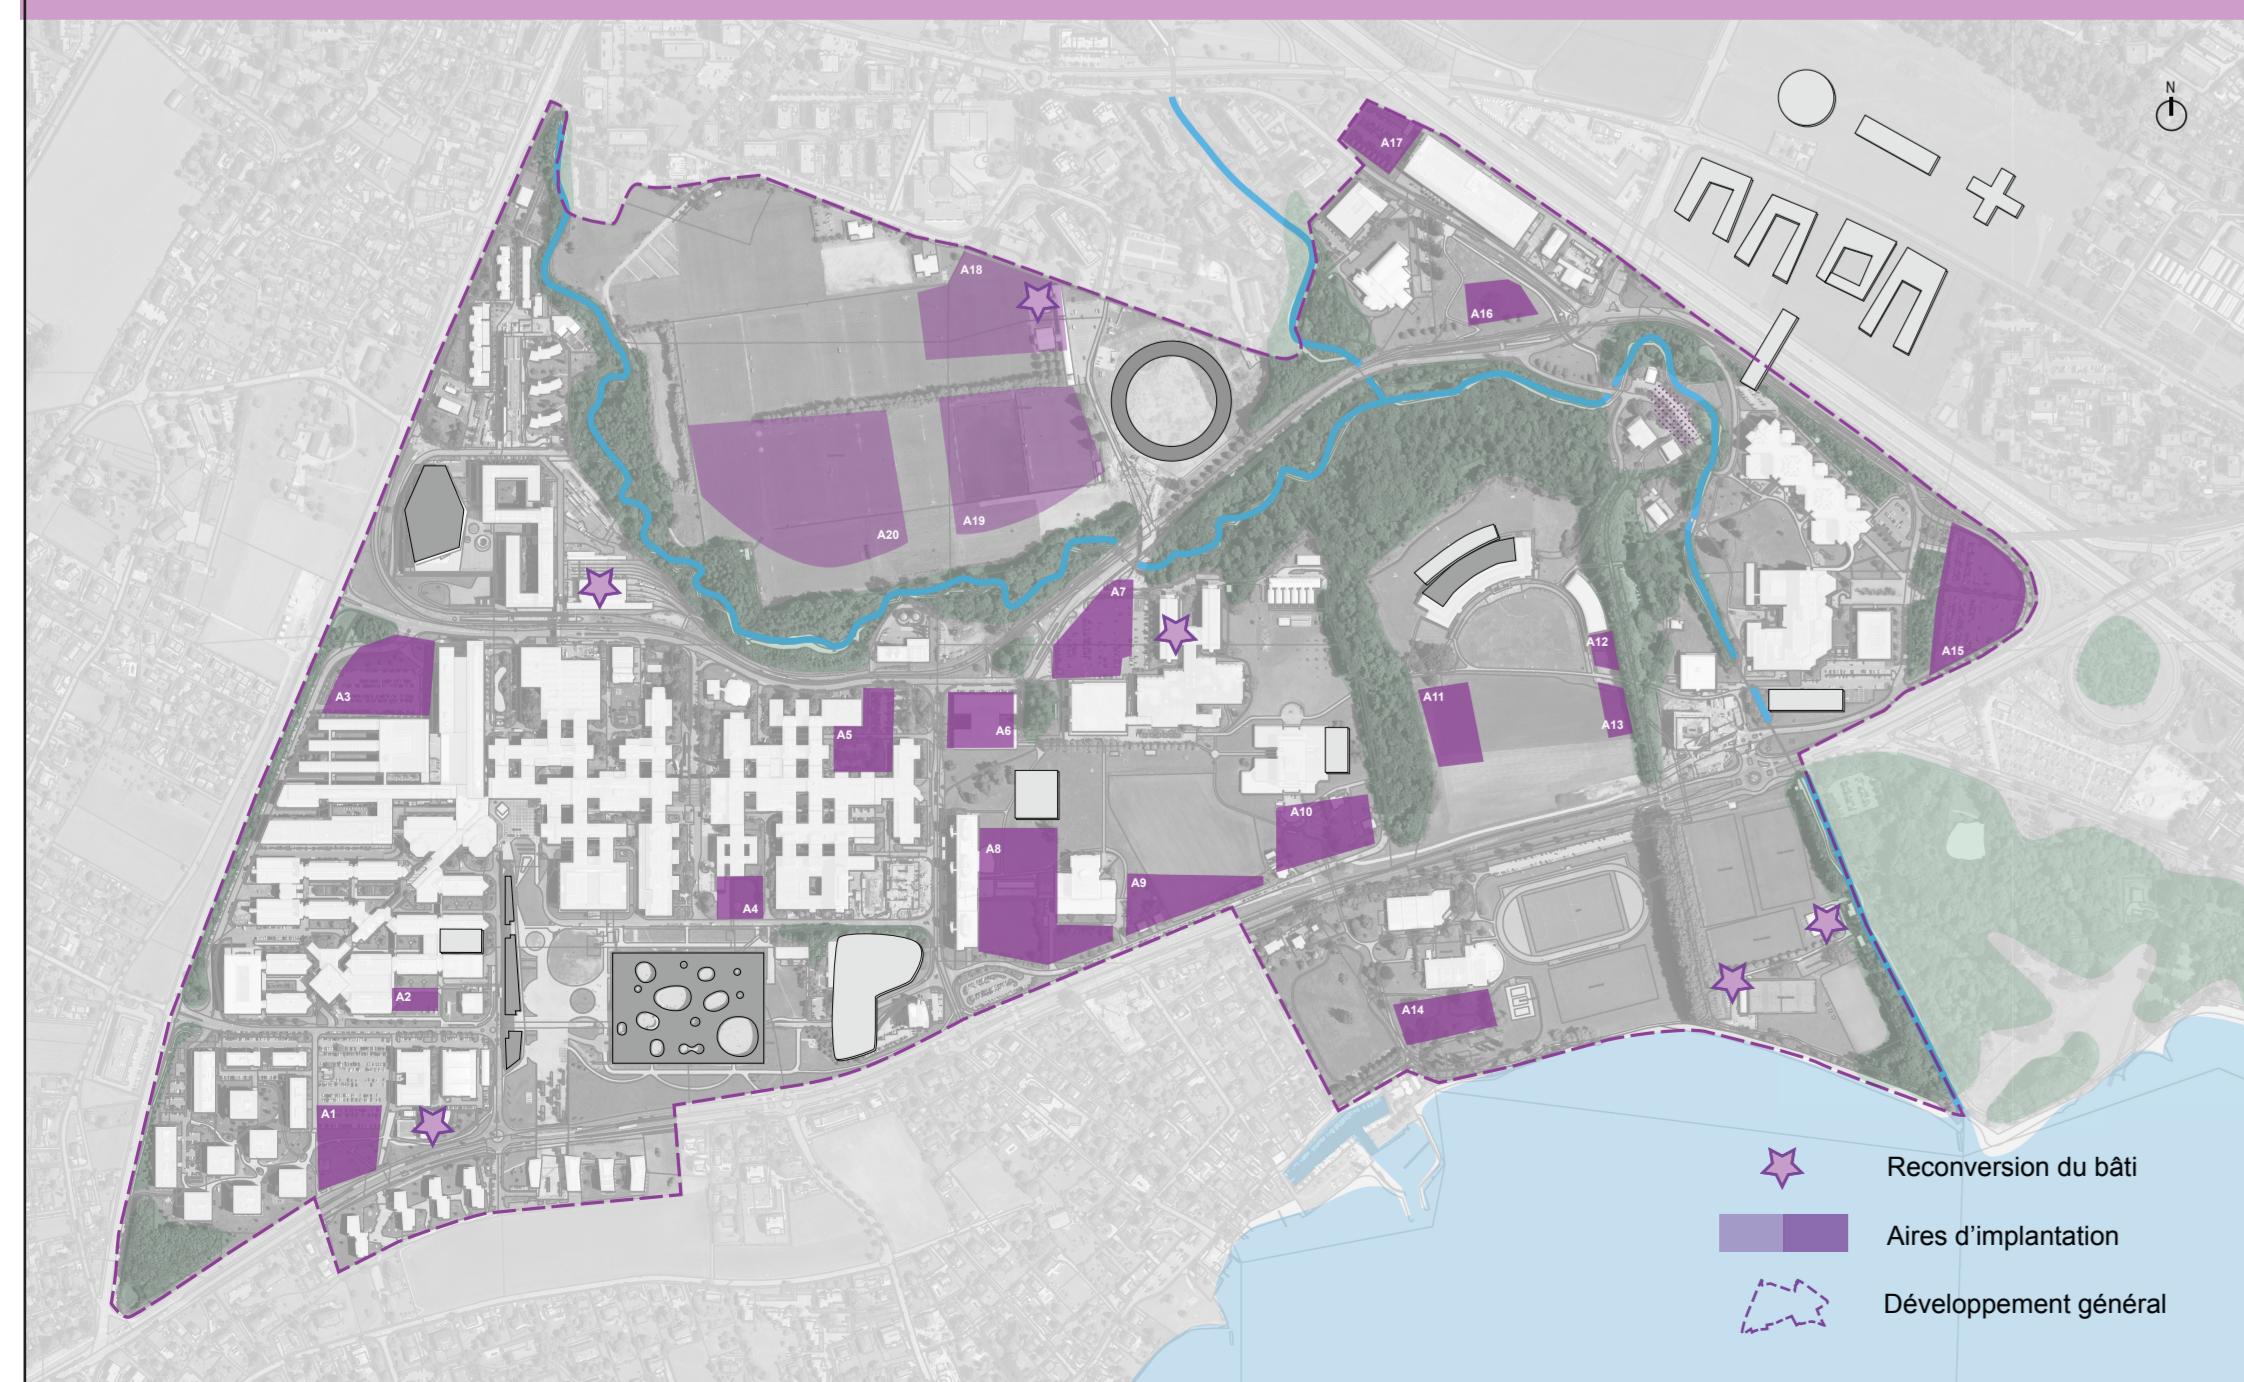 N
A17
A18
A16
A19
A20
A7
A12
A15
A3
A11
A13
A5
A6
A10
A8
A9
A4
A2
A14
A1
Reconversion du bâti
Aires d’implantation
Développement général